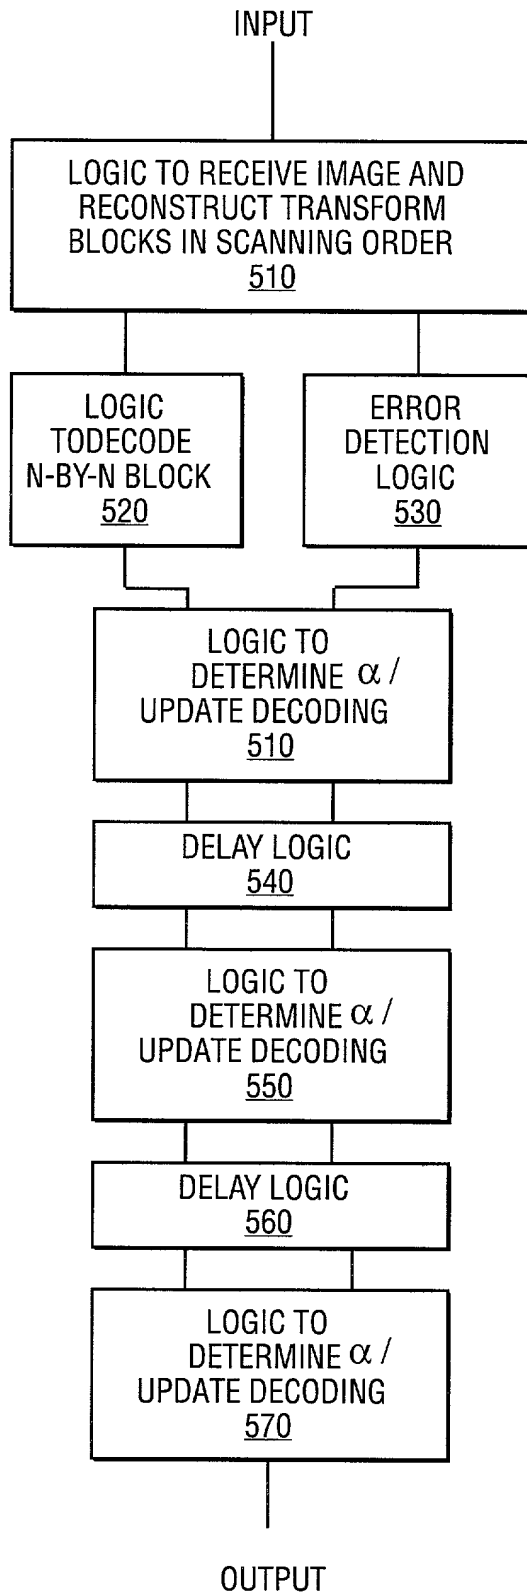 INPUT
LOGIC TO RECEIVE IMAGE AND
RECONSTRUCT TRANSFORM
BLOCKS IN SCANNING ORDER
510
LOGIC
TODECODE
N-BY-N BLOCK
520
ERROR
DETECTION
LOGIC
530
LOGIC TO
DETERMINE α /
UPDATE DECODING
510
DELAY LOGIC
540
LOGIC TO
DETERMINE α /
UPDATE DECODING
550
DELAY LOGIC
560
LOGIC TO
DETERMINE α /
UPDATE DECODING
570
OUTPUT